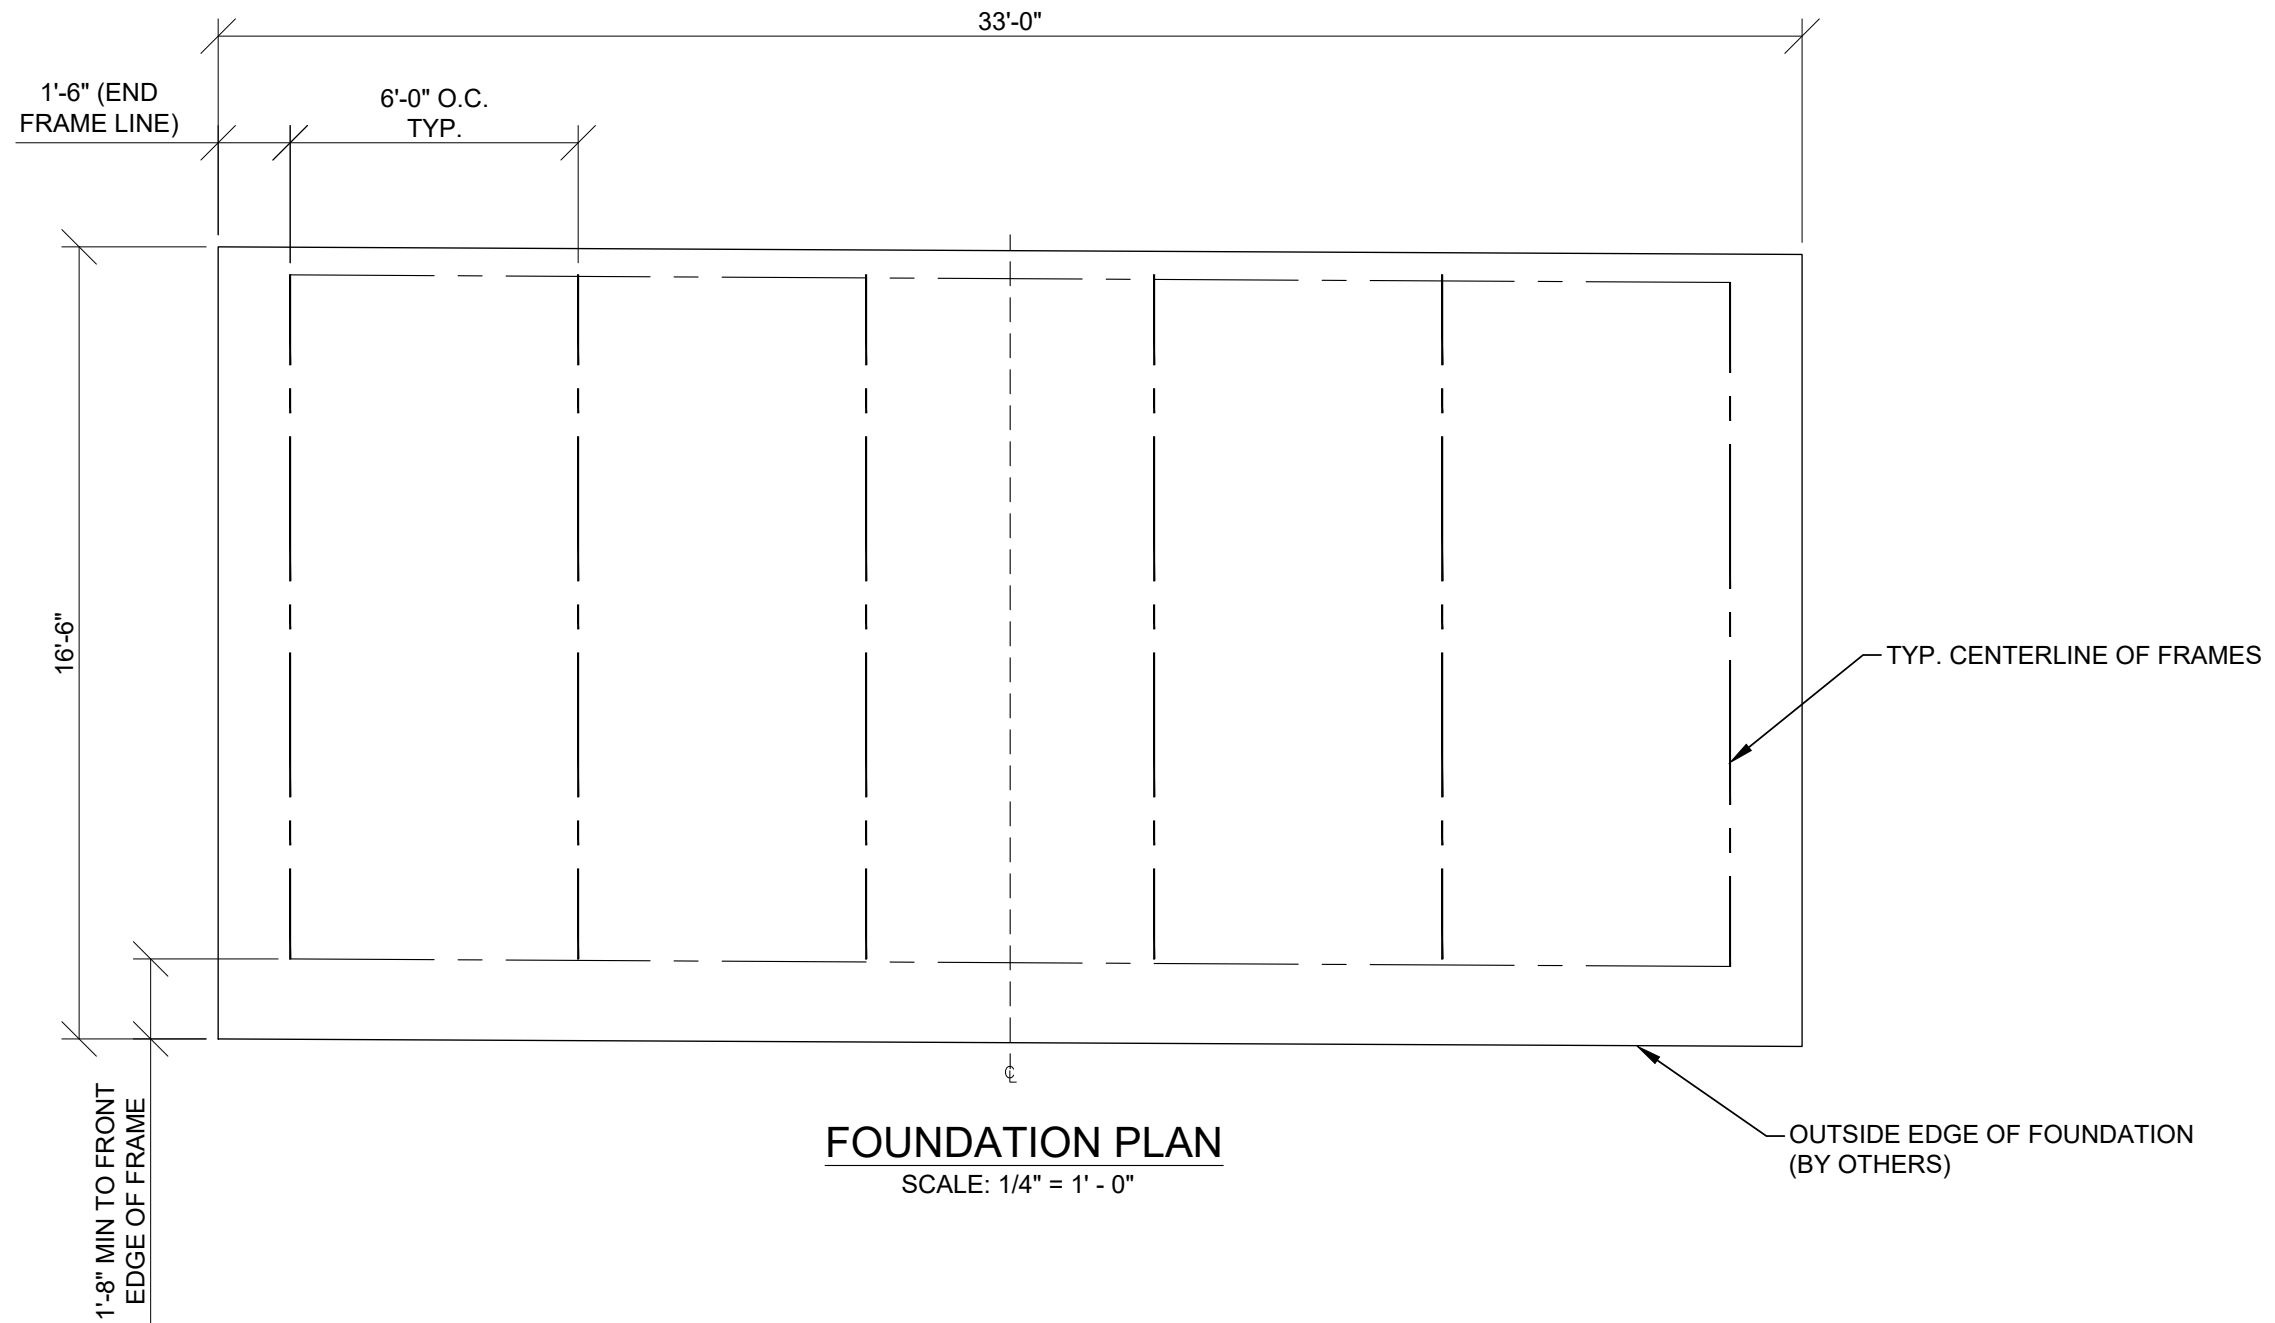 33'-0"
1'-6" (END
FRAME LINE)
6'-0" O.C.
TYP.
16'-6"
TYP. CENTERLINE OF FRAMES
1'-8" MIN TO FRONT
EDGE OF FRAME
℄
OUTSIDE EDGE OF FOUNDATION
(BY OTHERS)
FOUNDATION PLAN
SCALE: 1/4" = 1' - 0"